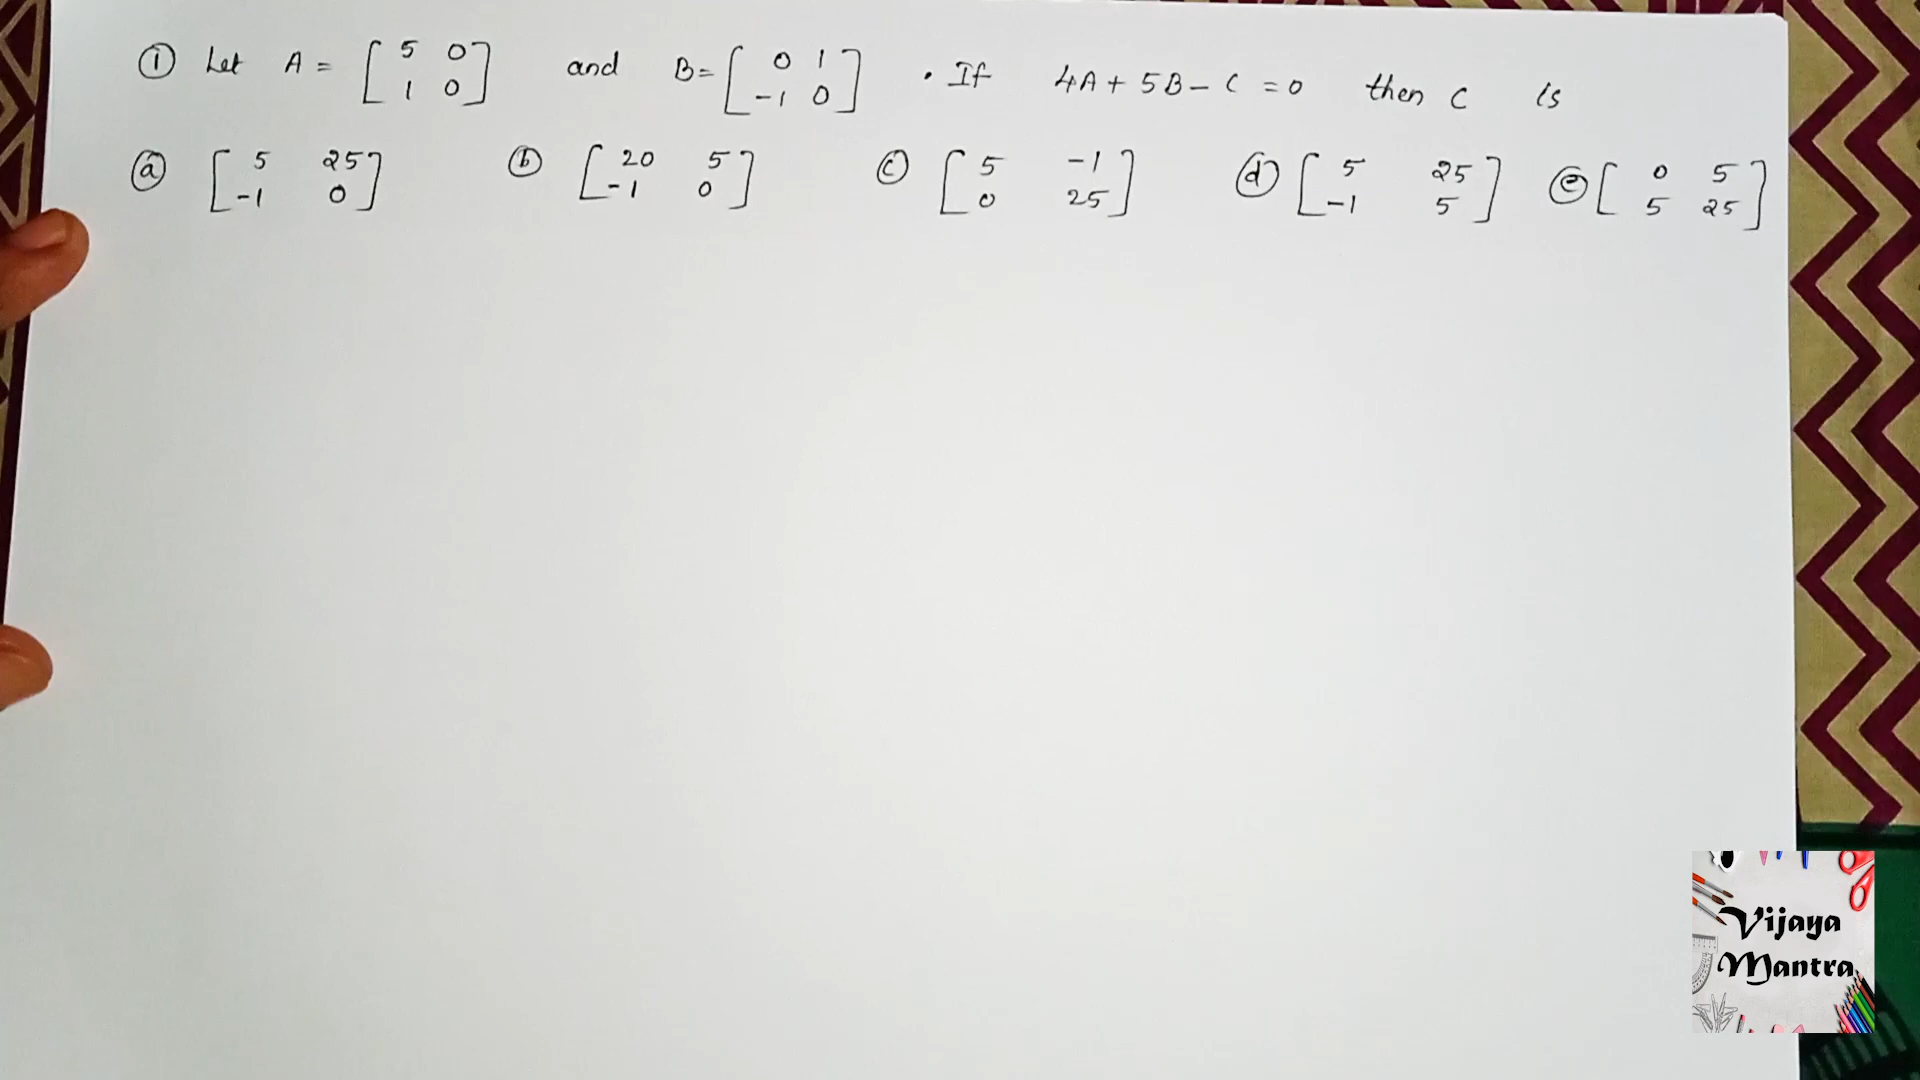 ① Let A = [5 0; 1 0] and B = [0 1; -1 0] . If 4A + 5B - C = 0 then C is
ⓐ [5 25; -1 0] ⓑ [20 5; -1 0] ⓒ [5 -1; 0 25] ⓓ [5 25; -1 5] ⓔ [0 5; 5 25]
Vijaya
Mantra